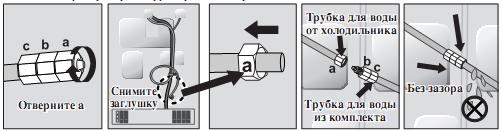 c b a
Отверните a
Снимите
заглушку
a
Трубка для воды
от холодильника
a
b
c
Трубка для воды
из комплекта
Без зазора